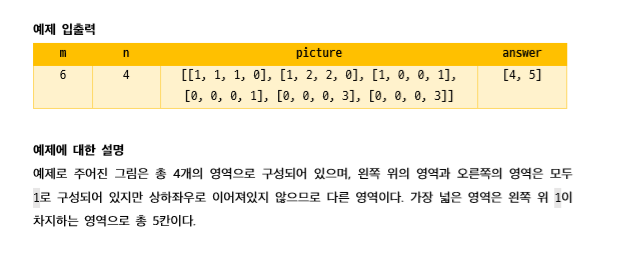 예제 입출력
m n picture answer
6 4 [[1, 1, 1, 0], [1, 2, 2, 0], [1, 0, 0, 1], [4, 5]
[0, 0, 0, 1], [0, 0, 0, 3], [0, 0, 0, 3]]
예제에 대한 설명
예제로 주어진 그림은 총 4개의 영역으로 구성되어 있으며, 왼쪽 위의 영역과 오른쪽의 영역은 모두
1로 구성되어 있지만 상하좌우로 이어져있지 않으므로 다른 영역이다. 가장 넓은 영역은 왼쪽 위 1이
차지하는 영역으로 총 5칸이다.